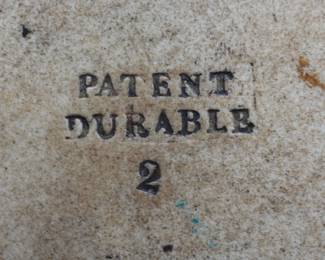 PATENT
DURABLE
2